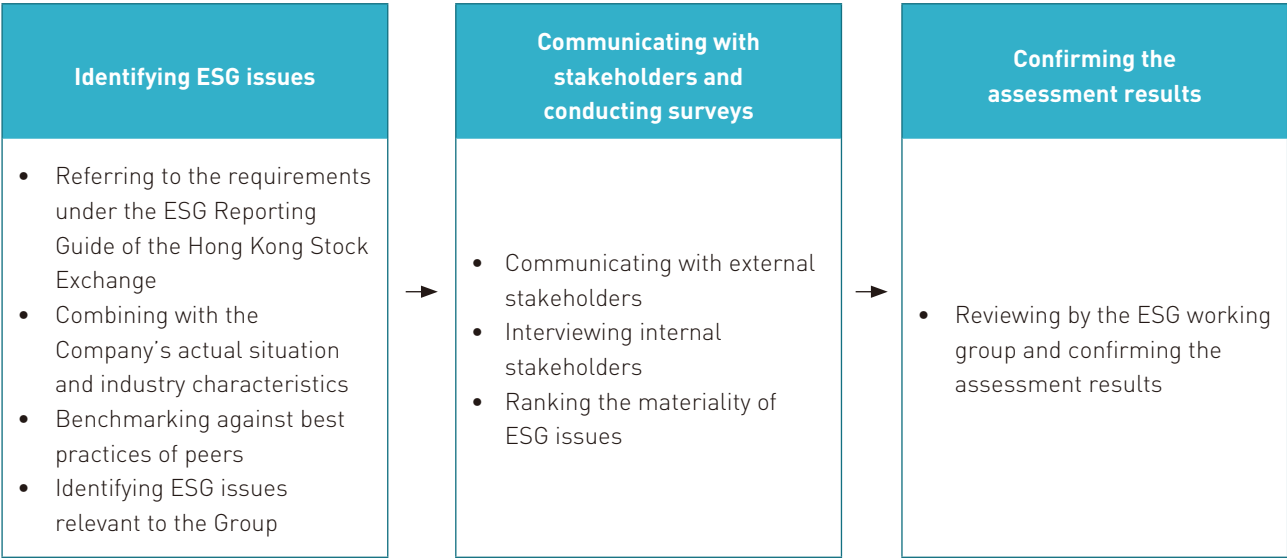 Identifying ESG issues
• Referring to the requirements
under the ESG Reporting
Guide of the Hong Kong Stock
Exchange
• Combining with the
Company’s actual situation
and industry characteristics
• Benchmarking against best
practices of peers
• Identifying ESG issues
relevant to the Group
Communicating with
stakeholders and
conducting surveys
• Communicating with external
stakeholders
• Interviewing internal
stakeholders
• Ranking the materiality of
ESG issues
Confirming the
assessment results
• Reviewing by the ESG working
group and confirming the
assessment results